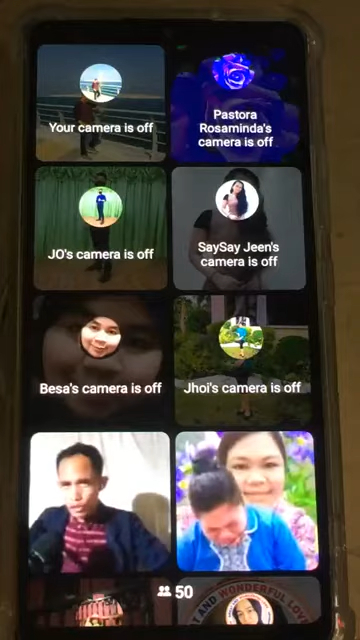 Your camera is off
Pastora
Rosaminda's
camera is off
JO's camera is off
SaySay Jeen's
camera is off
Besa's camera is off
Jhoi's camera is off
50
AND WONDERFUL LOVE